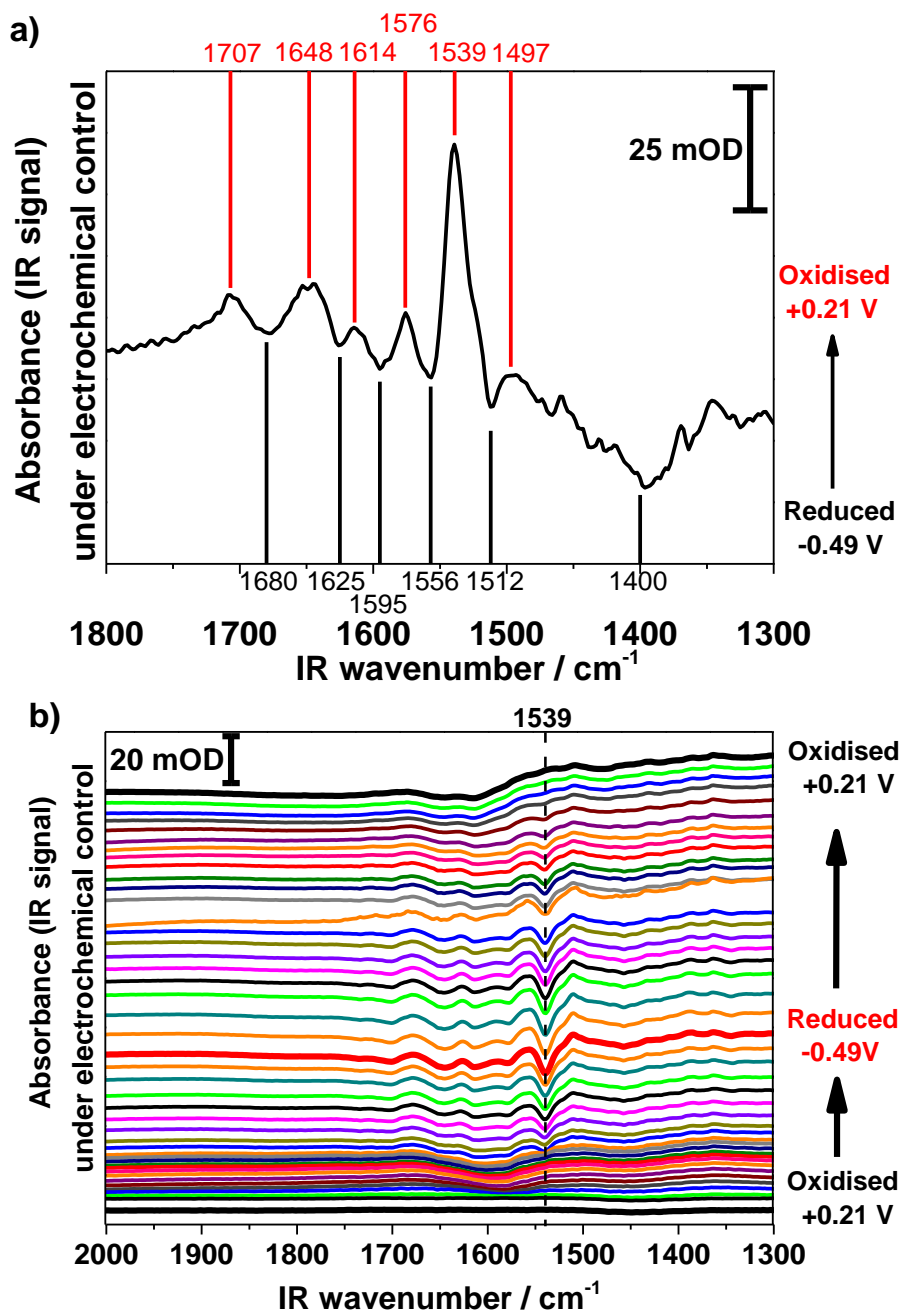 a)
1576
1707 1648 1614 1539 1497
25 mOD
Absorbance (IR signal)
under electrochemical control
Oxidised
+0.21 V
Reduced
-0.49 V
1680 1625 1556 1512 1400
1595
1800 1700 1600 1500 1400 1300
IR wavenumber / cm-1
b)
1539
20 mOD
Absorbance (IR signal)
under electrochemical control
Oxidised
+0.21 V
Reduced
-0.49V
Oxidised
+0.21 V
2000 1900 1800 1700 1600 1500 1400 1300
IR wavenumber / cm-1